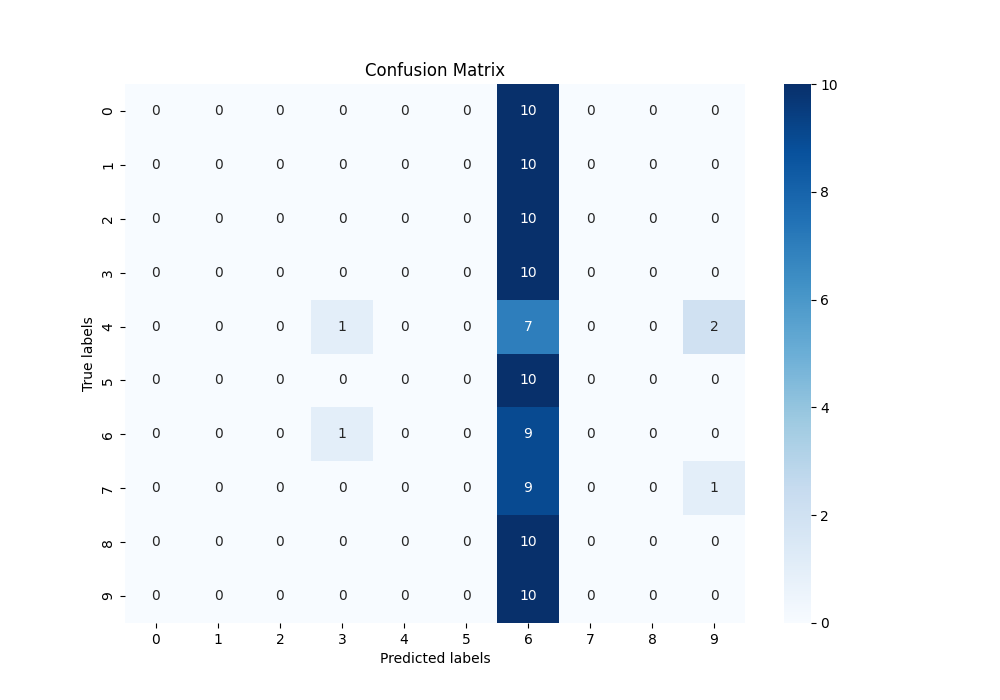 Confusion Matrix
True labels
0 0 0 0 0 0 0 10 0 0 0
1 0 0 0 0 0 0 10 0 0 0
2 0 0 0 0 0 0 10 0 0 0
3 0 0 0 0 0 0 10 0 0 0
4 0 0 0 1 0 0 7 0 0 2
5 0 0 0 0 0 0 10 0 0 0
6 0 0 0 1 0 0 9 0 0 0
7 0 0 0 0 0 0 9 0 0 1
8 0 0 0 0 0 0 10 0 0 0
9 0 0 0 0 0 0 10 0 0 0
0 1 2 3 4 5 6 7 8 9
Predicted labels
10
8
6
4
2
0